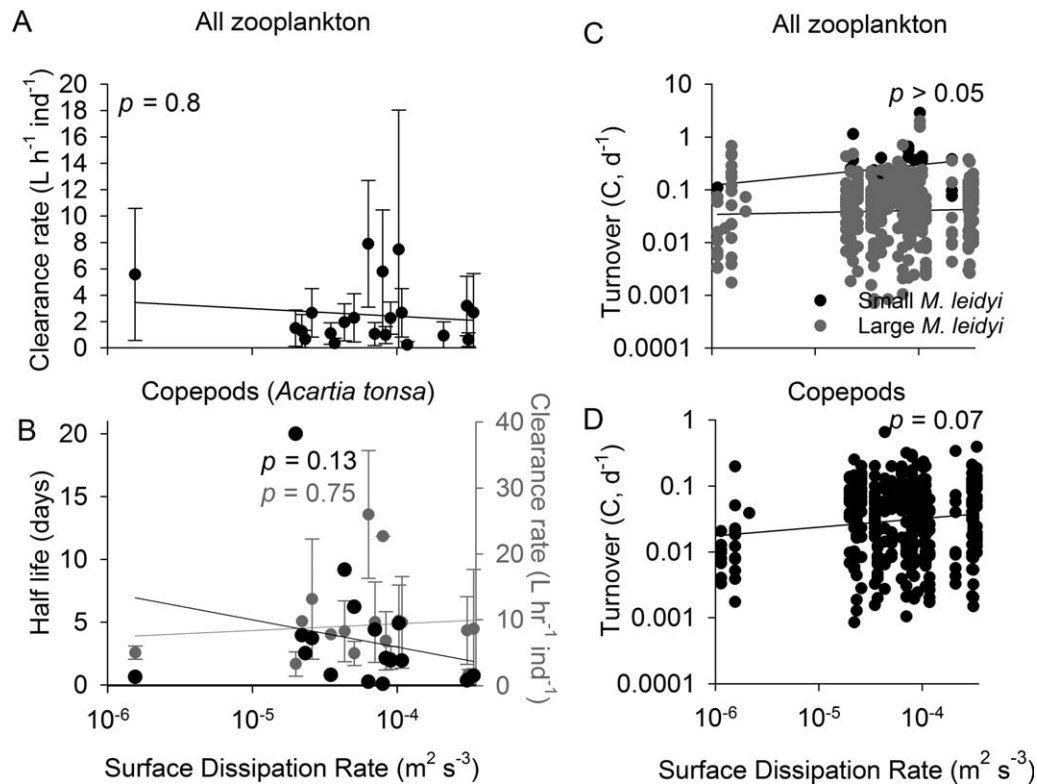 A
All zooplankton
Clearance rate (L h⁻¹ ind⁻¹)
20
18
16
14
12
10
8
6
4
2
0
p = 0.8
C
All zooplankton
Turnover (C, d⁻¹)
10
1
0.1
0.01
0.001
0.0001
p > 0.05
Small M. leidyi
Large M. leidyi
B
Copepods (Acartia tonsa)
Half life (days)
20
15
10
5
0
p = 0.13
p = 0.75
40
30
20
10
0
Clearance rate (L hr⁻¹ ind⁻¹)
10⁻⁶
10⁻⁵
10⁻⁴
Surface Dissipation Rate (m² s⁻³)
D
Copepods
Turnover (C, d⁻¹)
1
0.1
0.01
0.001
0.0001
p = 0.07
10⁻⁶
10⁻⁵
10⁻⁴
Surface Dissipation Rate (m² s⁻³)